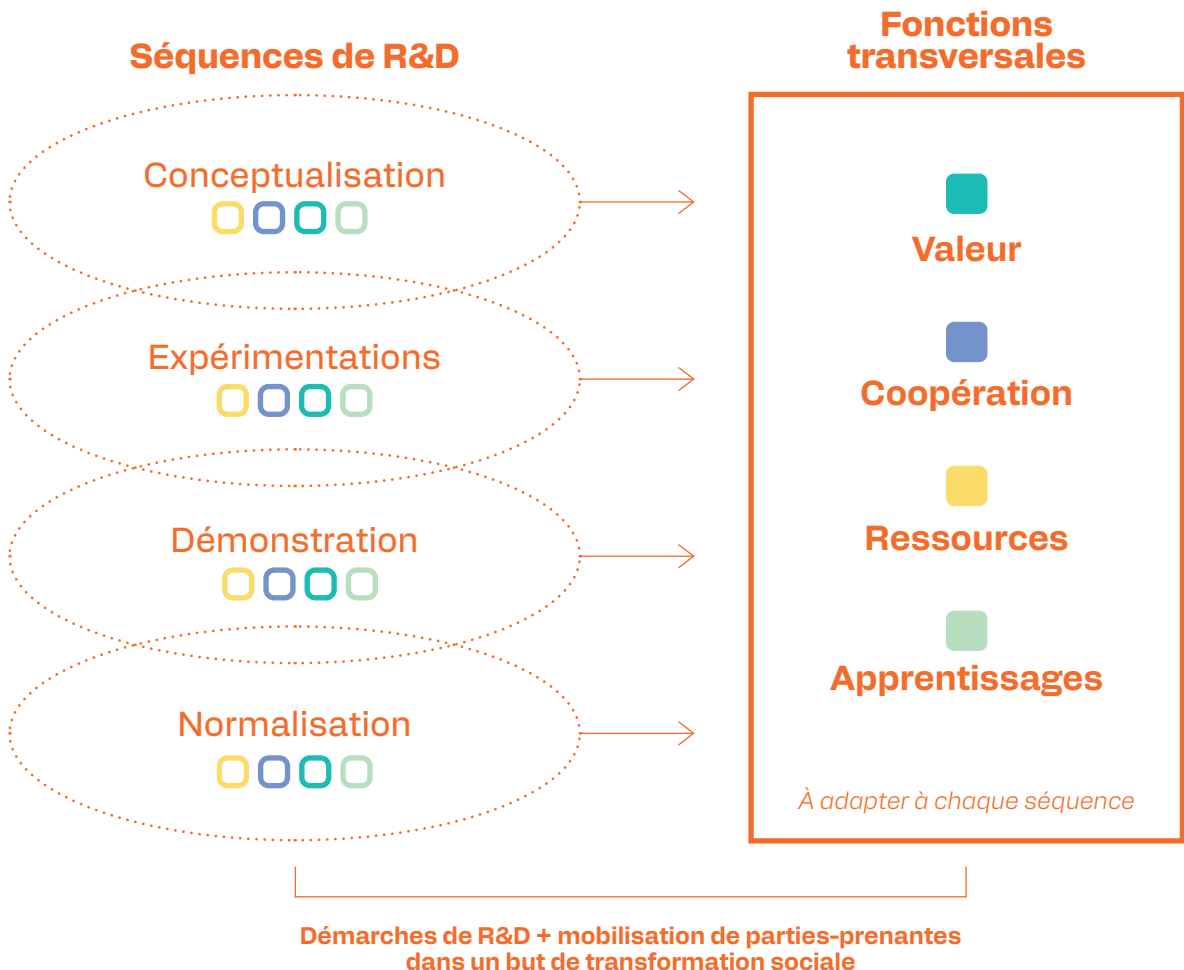 Séquences de R&D
Conceptualisation
Expérimentations
Démonstration
Normalisation
Fonctions
transversales
Valeur
Coopération
Ressources
Apprentissages
À adapter à chaque séquence
Démarches de R&D + mobilisation de parties-prenantes
dans un but de transformation sociale